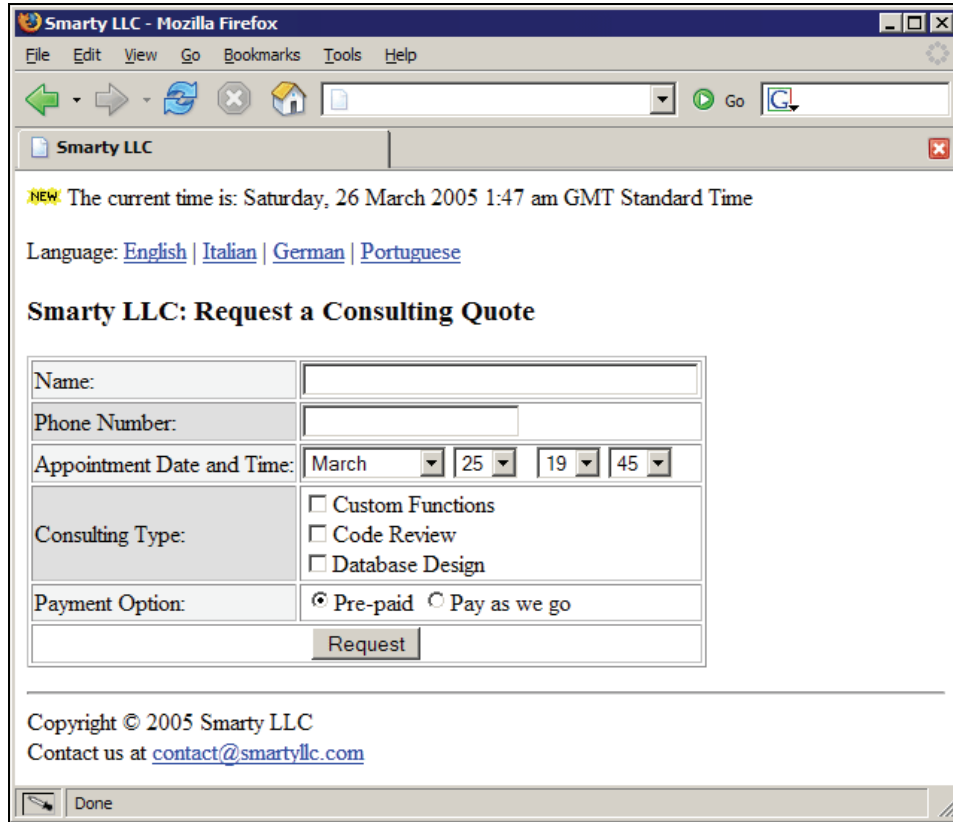 Smarty LLC - Mozilla Firefox
File Edit View Go Bookmarks Tools Help
Go G
Smarty LLC
NEW The current time is: Saturday, 26 March 2005 1:47 am GMT Standard Time
Language: English | Italian | German | Portuguese
Smarty LLC: Request a Consulting Quote
Name:
Phone Number:
Appointment Date and Time: March 25 19 45
Custom Functions
Consulting Type: Code Review
Database Design
Payment Option: Pre-paid Pay as we go
Request
Copyright © 2005 Smarty LLC
Contact us at contact@smartyllc.com
Done